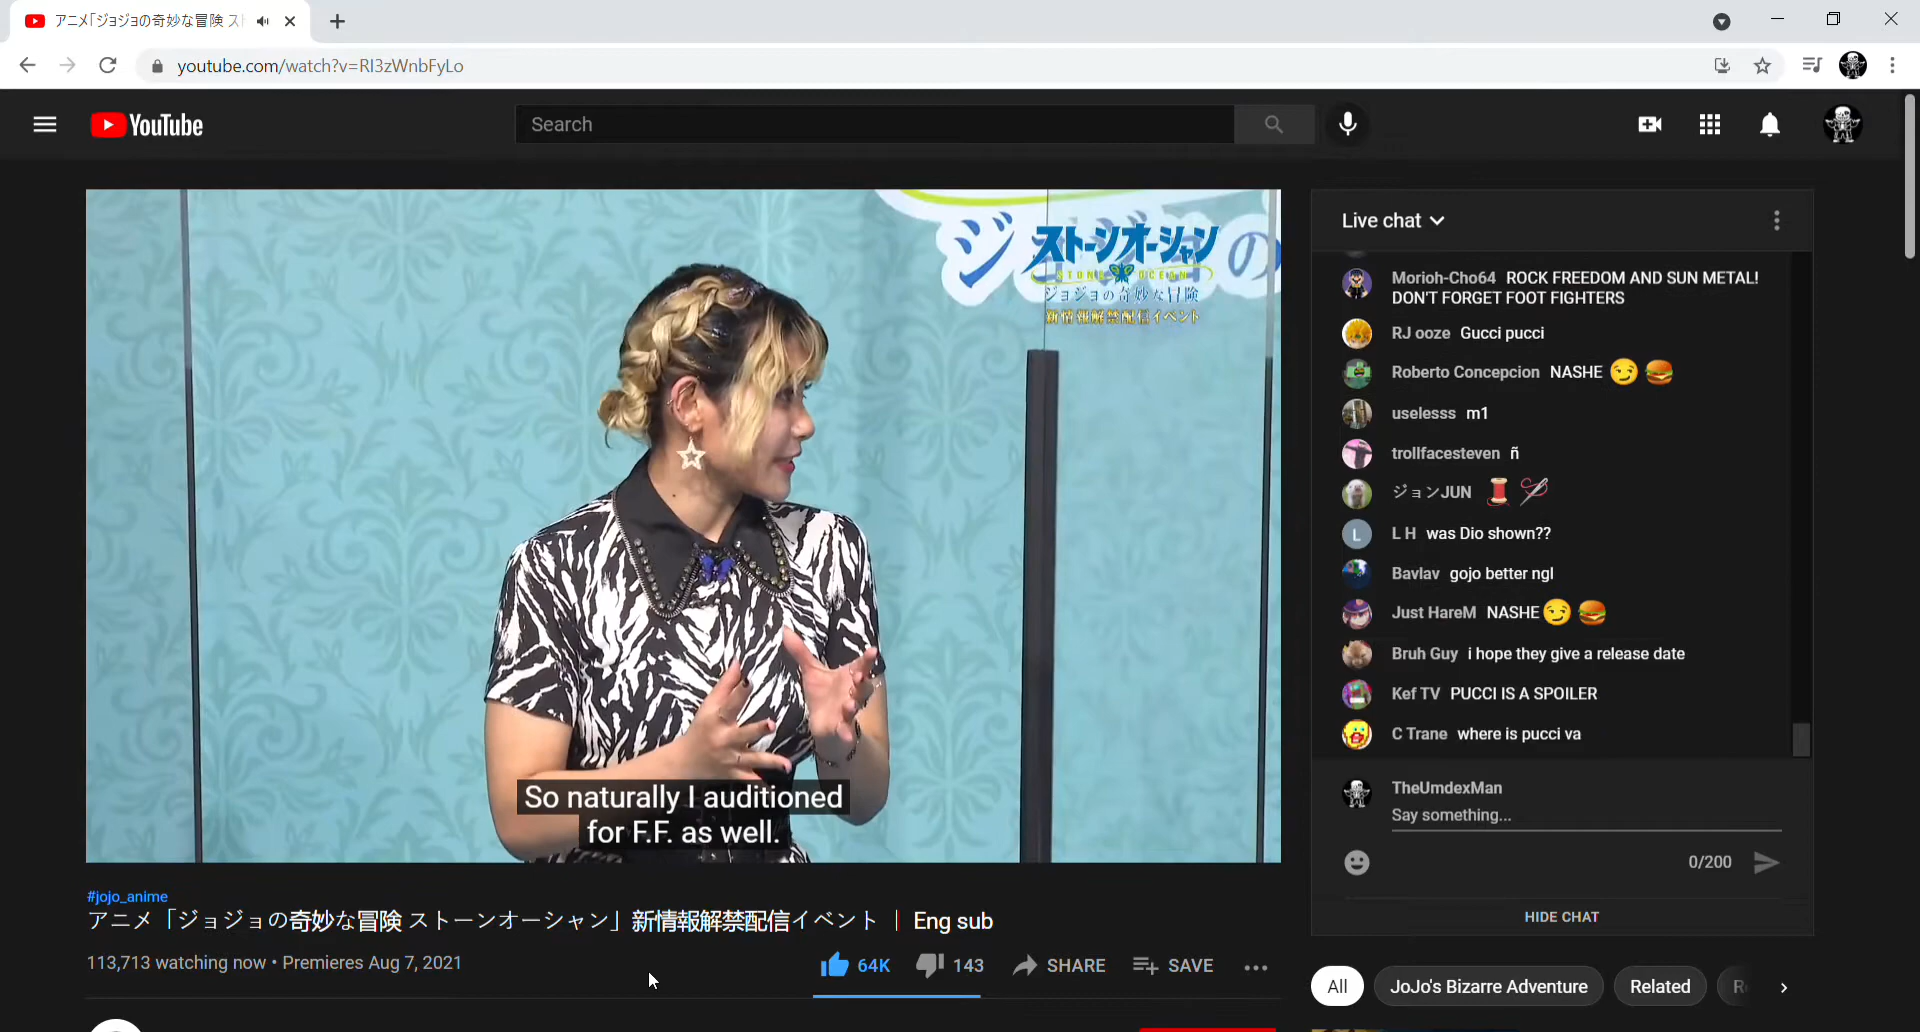 アニメ「ジョジョの奇妙な冒険 ス
youtube.com/watch?v=RI3zWnbFyLo
YouTube
Search
ジ
の
ストーンオーシャン
STONE OCEAN
ジョジョの奇妙な冒険
新情報解禁配信イベント
So naturally I auditioned
for F.F. as well.
#jojo_anime
アニメ「ジョジョの奇妙な冒険 ストーンオーシャン」新情報解禁配信イベント ｜ Eng sub
113,713 watching now • Premieres Aug 7, 2021
64K 143 SHARE SAVE
Live chat
Morioh-Cho64 ROCK FREEDOM AND SUN METAL!
DON'T FORGET FOOT FIGHTERS
RJ ooze Gucci pucci
Roberto Concepcion NASHE 😏 🍔
uselesss m1
trollfacesteven ñ
ジョンJUN 🧵 🪡
L
L H was Dio shown??
Bavlav gojo better ngl
Just HareM NASHE 😏 🍔
Bruh Guy i hope they give a release date
Kef TV PUCCI IS A SPOILER
C Trane where is pucci va
TheUmdexMan
Say something...
0/200
HIDE CHAT
All JoJo's Bizarre Adventure Related